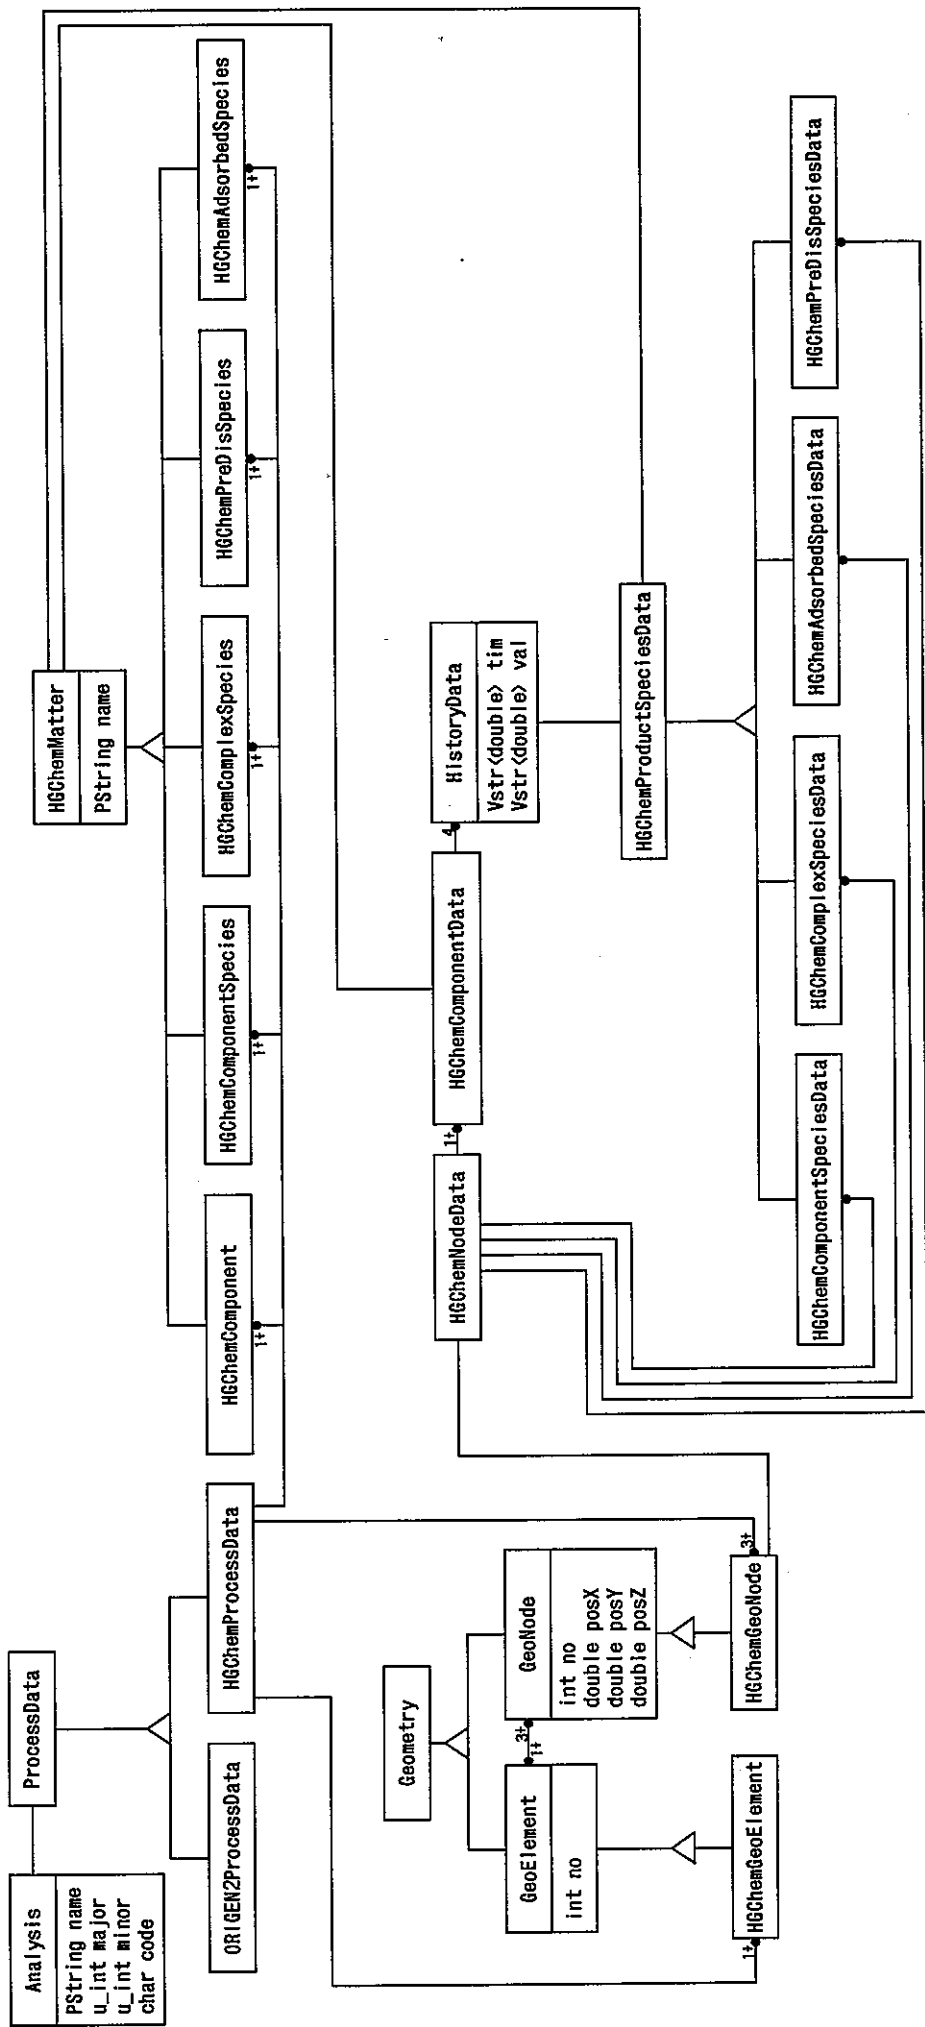 Analysis
PString name
u_int major
u_int minor
char code
ProcessData
HGChemMatter
PString name
ORIGEN2ProcessData
HGChemProcessData
HGChemComponent
1+
HGChemComponentSpecies
1+
HGChemComplexSpecies
1+
HGChemPreDisSpecies
1+
HGChemAdsorbedSpecies
1+
Geometry
GeoElement
int no
1+
3+
GeoNode
int no
double posX
double posY
double posZ
HGChemGeoElement
1+
HGChemGeoNode
3+
HGChemNodeData
1+
HGChemComponentData
4
HistoryData
Vstr<double> tim
Vstr<double> val
HGChemProductSpeciesData
HGChemComponentSpeciesData
HGChemComplexSpeciesData
HGChemAdsorbedSpeciesData
HGChemPreDisSpeciesData